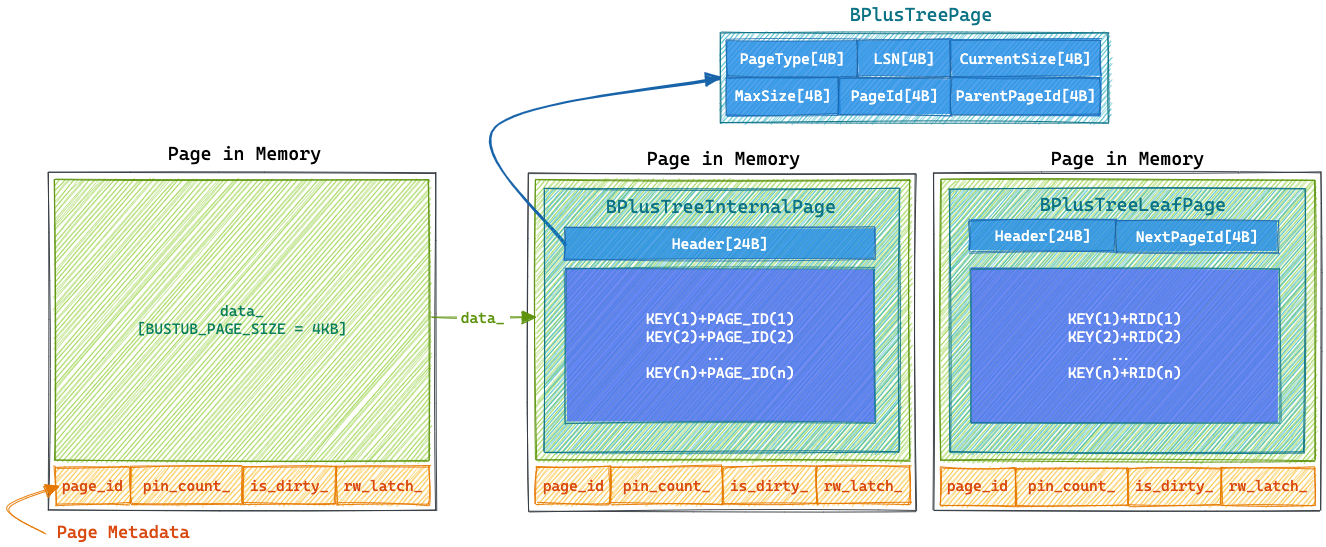 BPlusTreePage
PageType[4B] LSN[4B] CurrentSize[4B]
MaxSize[4B] PageId[4B] ParentPageId[4B]
Page in Memory
data_
[BUSTUB_PAGE_SIZE = 4KB]
page_id pin_count_ is_dirty_ rw_latch_
Page Metadata
data_
Page in Memory
BPlusTreeInternalPage
Header[24B]
KEY(1)+PAGE_ID(1)
KEY(2)+PAGE_ID(2)
...
KEY(n)+PAGE_ID(n)
page_id pin_count_ is_dirty_ rw_latch_
Page in Memory
BPlusTreeLeafPage
Header[24B] NextPageId[4B]
KEY(1)+RID(1)
KEY(2)+RID(2)
...
KEY(n)+RID(n)
page_id pin_count_ is_dirty_ rw_latch_